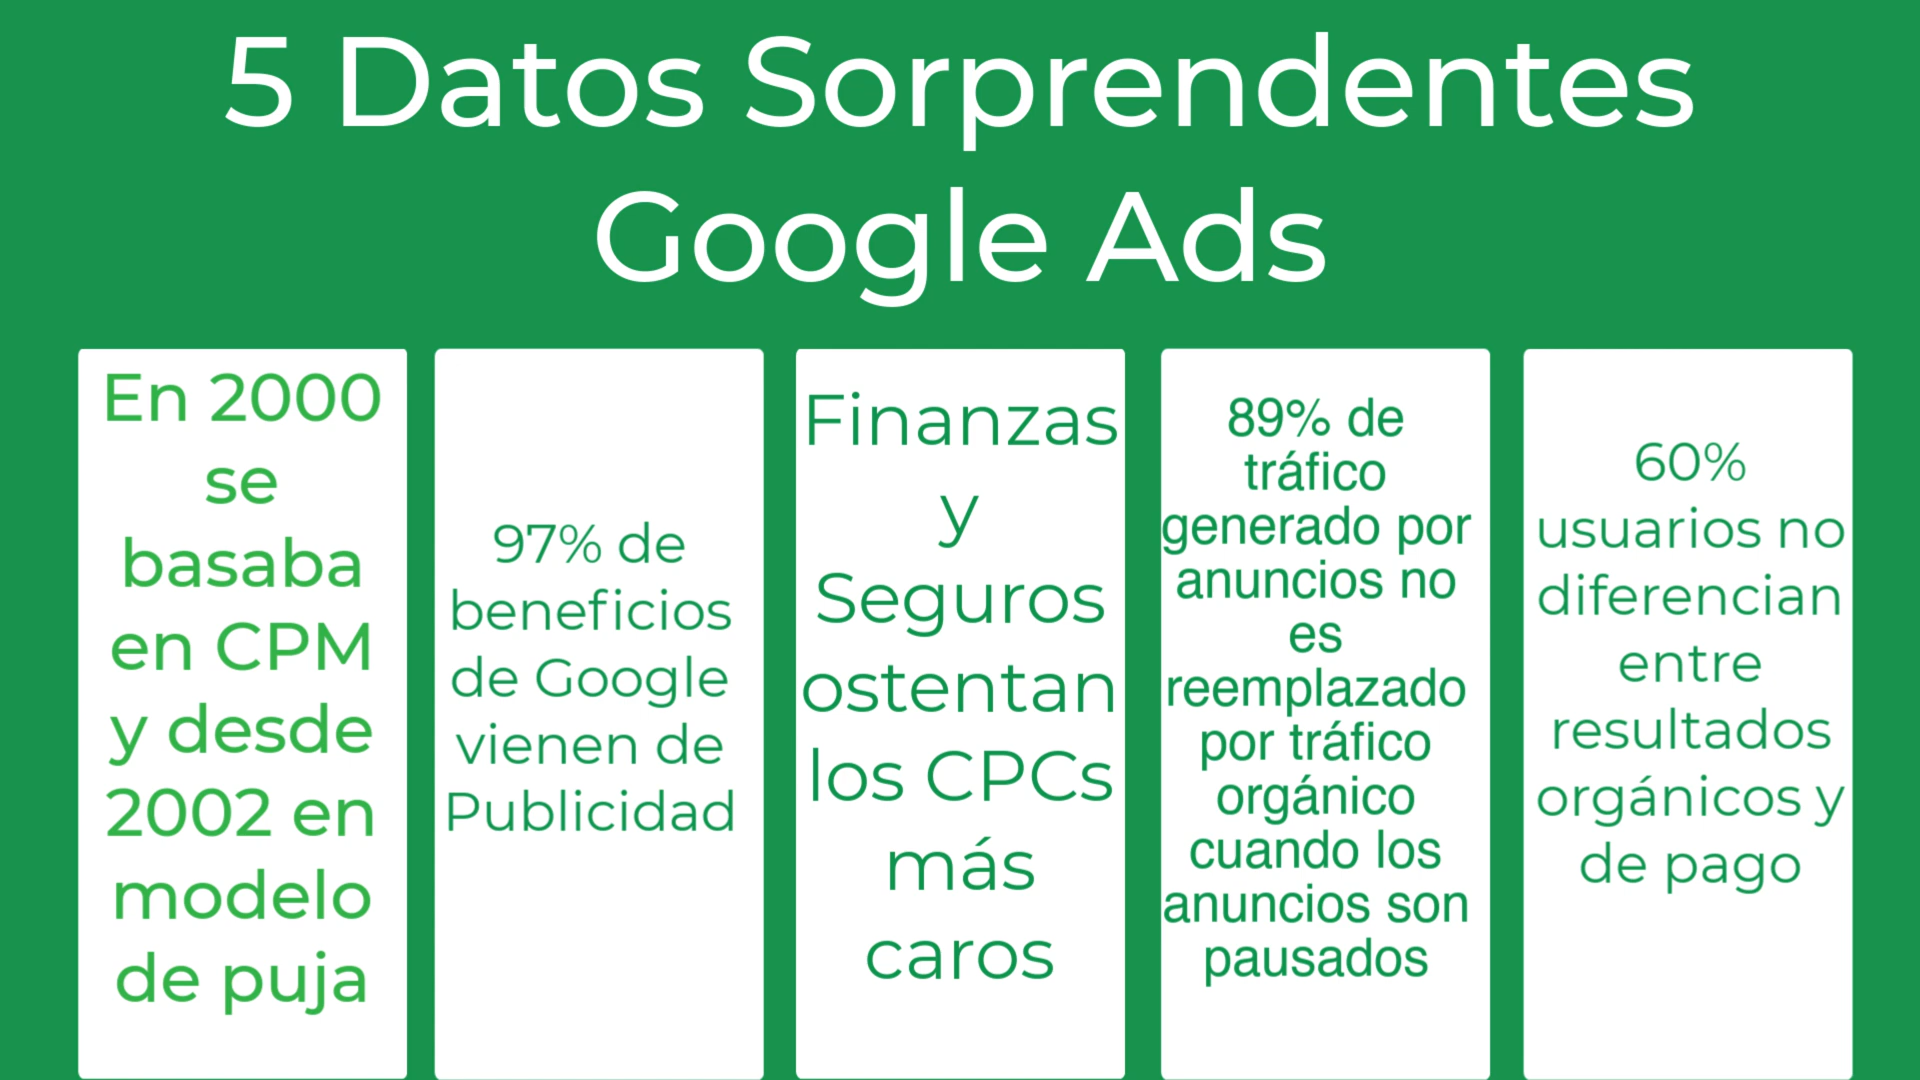 5 Datos Sorprendentes
Google Ads
En 2000
se
basaba
en CPM
y desde
2002 en
modelo
de puja
97% de
beneficios
de Google
vienen de
Publicidad
Finanzas
y
Seguros
ostentan
los CPCs
más
caros
89% de
tráfico
generado por
anuncios no
es
reemplazado
por tráfico
orgánico
cuando los
anuncios son
pausados
60%
usuarios no
diferencian
entre
resultados
orgánicos y
de pago